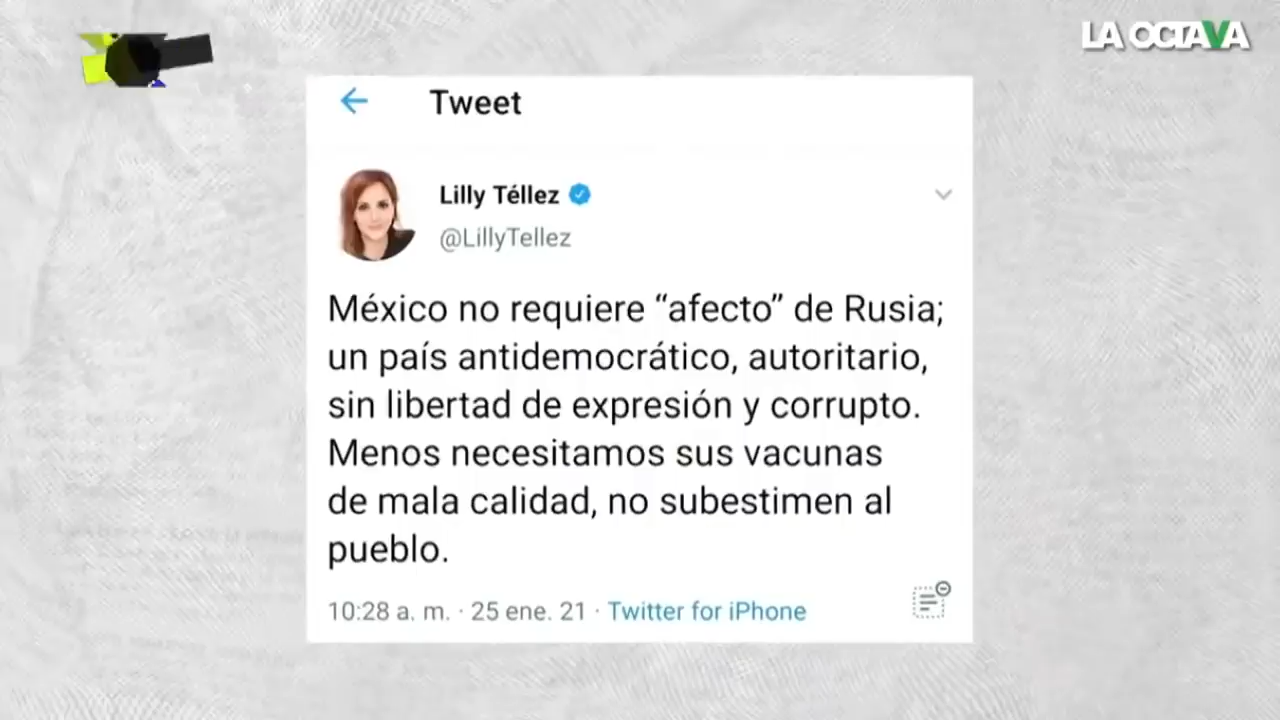 LA OCTAVA
Tweet
Lilly Téllez
@LillyTellez
México no requiere “afecto” de Rusia;
un país antidemocrático, autoritario,
sin libertad de expresión y corrupto.
Menos necesitamos sus vacunas
de mala calidad, no subestimen al
pueblo.
10:28 a. m. · 25 ene. 21 · Twitter for iPhone